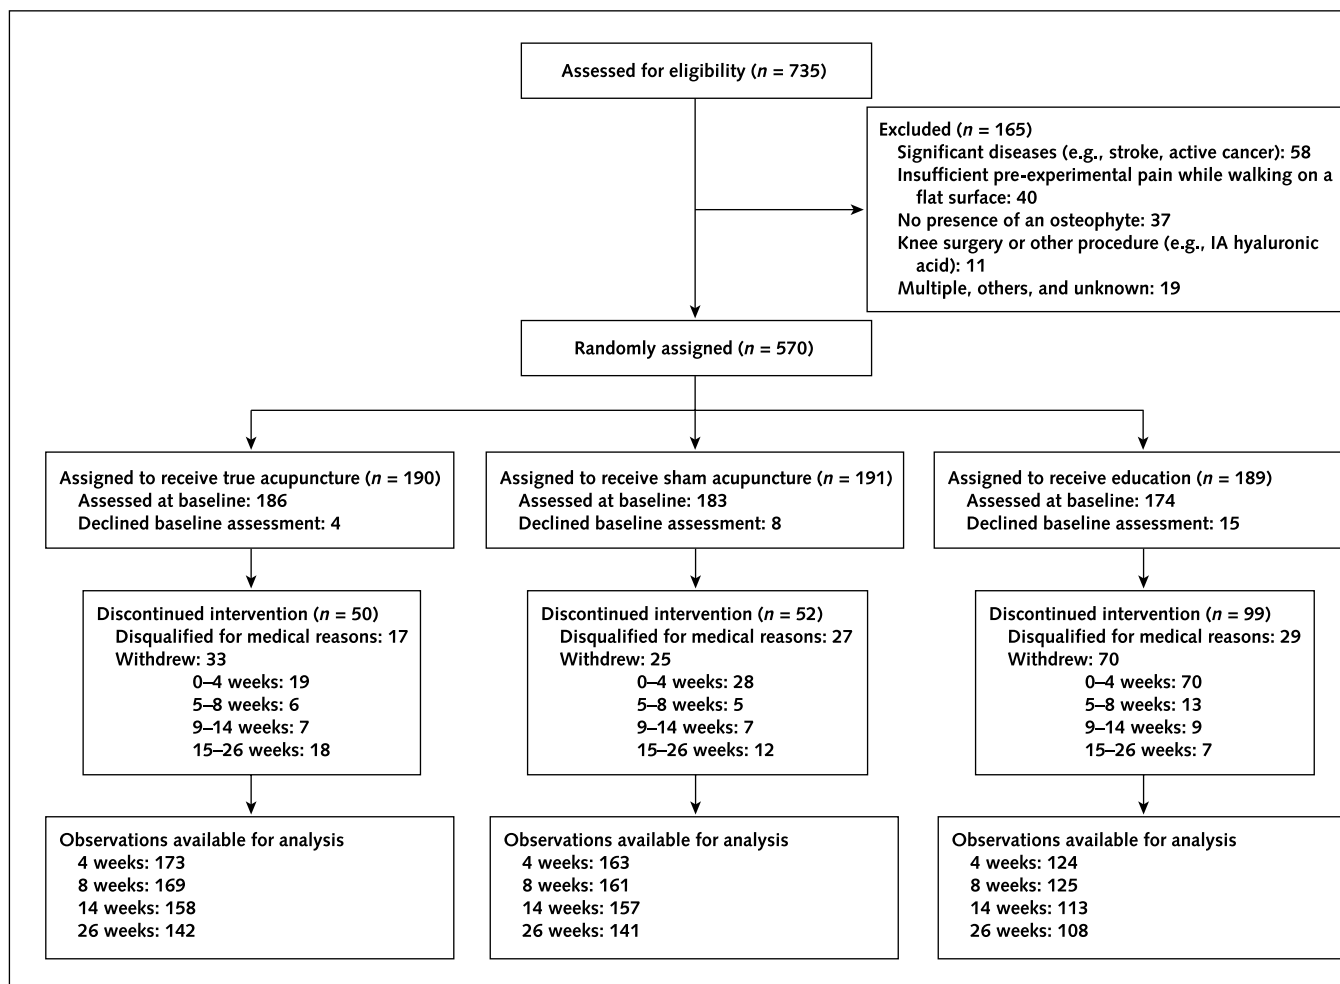 Assessed for eligibility (n = 735)
Excluded (n = 165)
Significant diseases (e.g., stroke, active cancer): 58
Insufficient pre-experimental pain while walking on a
flat surface: 40
No presence of an osteophyte: 37
Knee surgery or other procedure (e.g., IA hyaluronic
acid): 11
Multiple, others, and unknown: 19
Randomly assigned (n = 570)
Assigned to receive true acupuncture (n = 190)
Assessed at baseline: 186
Declined baseline assessment: 4
Assigned to receive sham acupuncture (n = 191)
Assessed at baseline: 183
Declined baseline assessment: 8
Assigned to receive education (n = 189)
Assessed at baseline: 174
Declined baseline assessment: 15
Discontinued intervention (n = 50)
Disqualified for medical reasons: 17
Withdrew: 33
0–4 weeks: 19
5–8 weeks: 6
9–14 weeks: 7
15–26 weeks: 18
Discontinued intervention (n = 52)
Disqualified for medical reasons: 27
Withdrew: 25
0–4 weeks: 28
5–8 weeks: 5
9–14 weeks: 7
15–26 weeks: 12
Discontinued intervention (n = 99)
Disqualified for medical reasons: 29
Withdrew: 70
0–4 weeks: 70
5–8 weeks: 13
9–14 weeks: 9
15–26 weeks: 7
Observations available for analysis
4 weeks: 173
8 weeks: 169
14 weeks: 158
26 weeks: 142
Observations available for analysis
4 weeks: 163
8 weeks: 161
14 weeks: 157
26 weeks: 141
Observations available for analysis
4 weeks: 124
8 weeks: 125
14 weeks: 113
26 weeks: 108